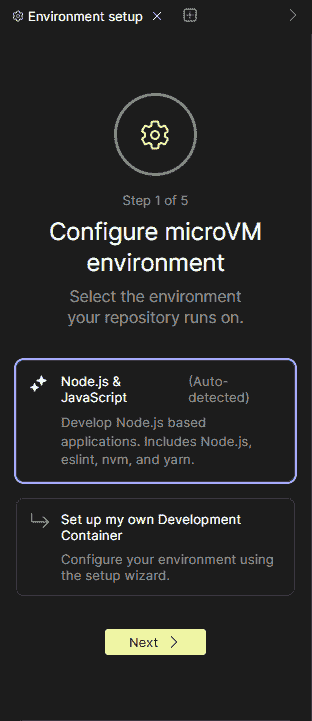 Environment setup
Step 1 of 5
Configure microVM
environment
Select the environment
your repository runs on.
Node.js &
JavaScript
(Auto-
detected)
Develop Node.js based
applications. Includes Node.js,
eslint, nvm, and yarn.
Set up my own Development
Container
Configure your environment using
the setup wizard.
Next